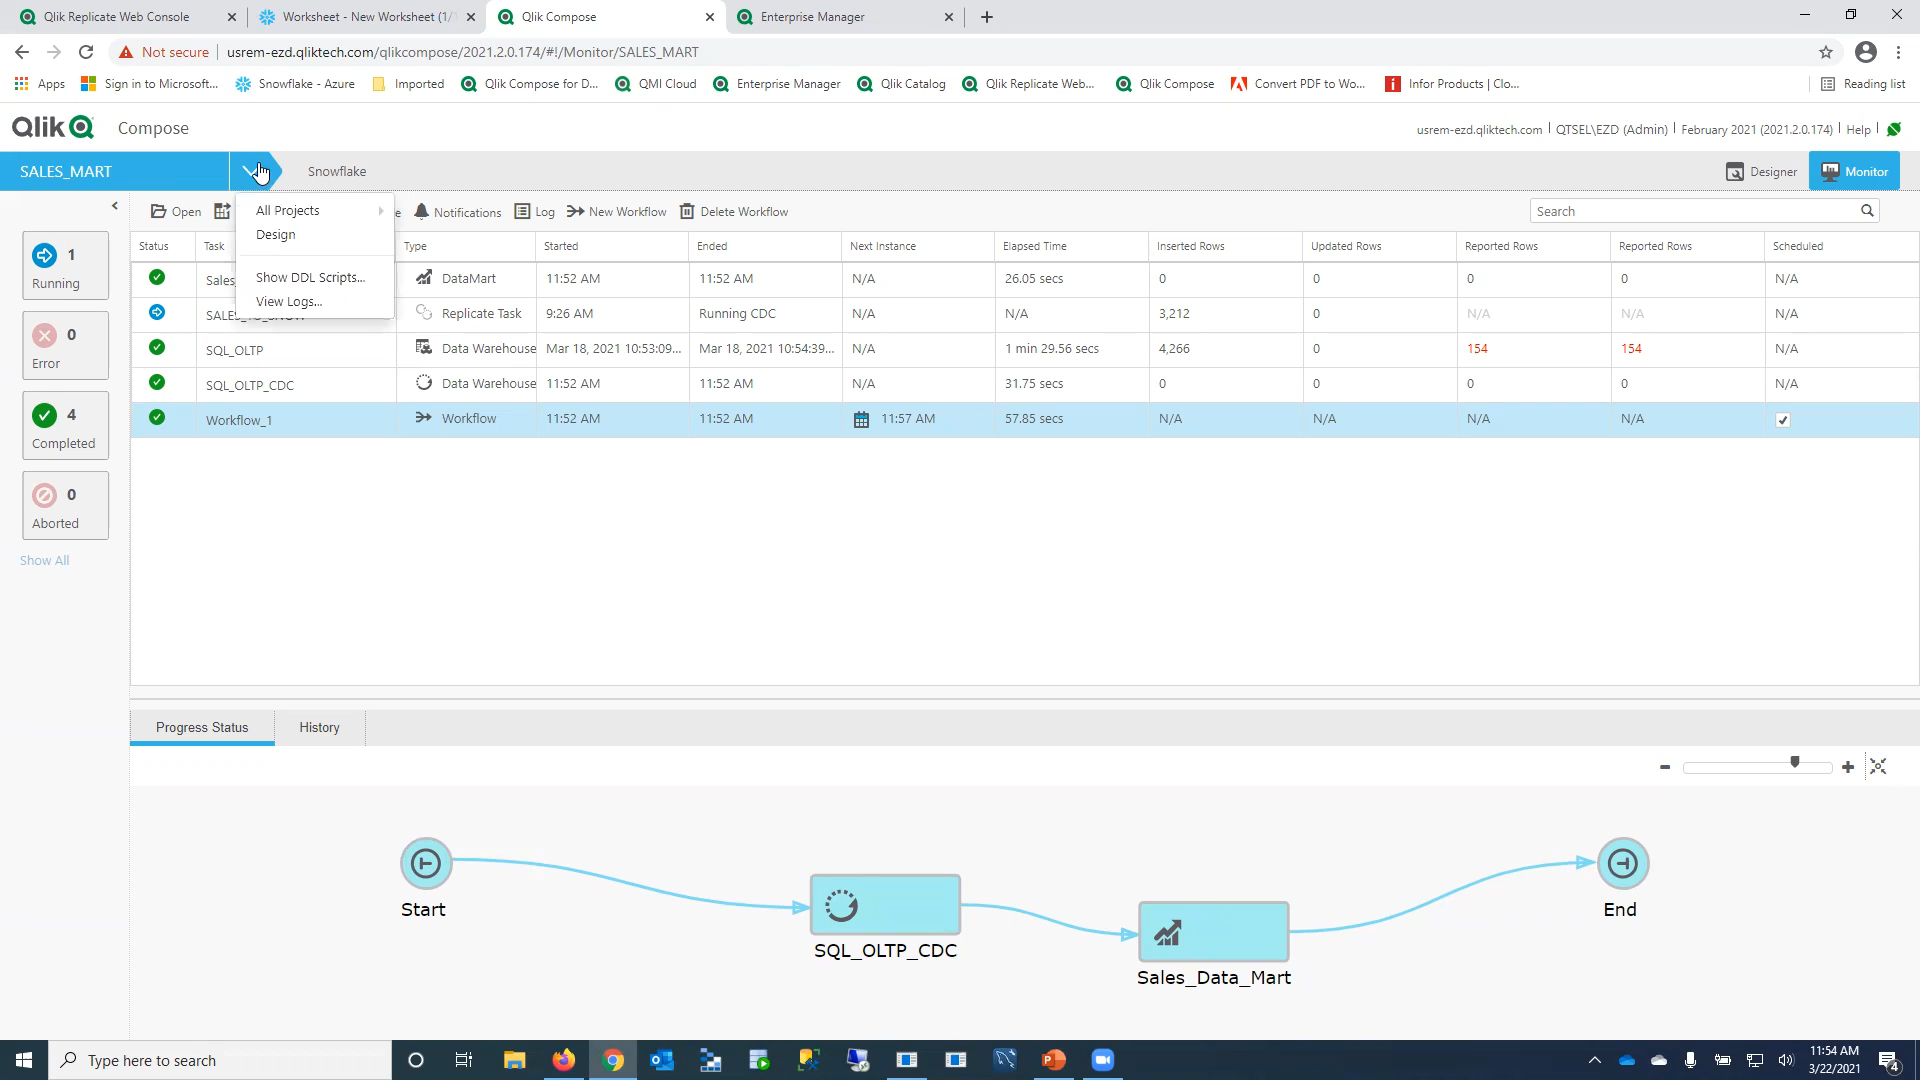 Qlik Replicate Web Console
Worksheet - New Worksheet (1/
Qlik Compose
Enterprise Manager
Not secure
usrem-ezd.qliktech.com/qlikcompose/2021.2.0.174/#!/Monitor/SALES_MART
Apps
Sign in to Microsoft...
Snowflake - Azure
Imported
Qlik Compose for D...
QMI Cloud
Enterprise Manager
Qlik Catalog
Qlik Replicate Web...
Qlik Compose
Convert PDF to Wo...
Infor Products | Clo...
Reading list
Qlik Compose
usrem-ezd.qliktech.com | QTSEL\EZD (Admin) | February 2021 (2021.2.0.174) | Help |
SALES_MART
Snowflake
Designer
Monitor
Open
All Projects
Design
Show DDL Scripts...
View Logs...
e
Notifications
Log
New Workflow
Delete Workflow
Search
1
Running
0
Error
4
Completed
0
Aborted
Show All
Status Task Type Started Ended Next Instance Elapsed Time Inserted Rows Updated Rows Reported Rows Reported Rows Scheduled
Sales_ DataMart 11:52 AM 11:52 AM N/A 26.05 secs 0 0 0 0 N/A
SALES_TO_SNOW Replicate Task 9:26 AM Running CDC N/A N/A 3,212 0 N/A N/A N/A
SQL_OLTP Data Warehouse Mar 18, 2021 10:53:09... Mar 18, 2021 10:54:39... N/A 1 min 29.56 secs 4,266 0 154 154 N/A
SQL_OLTP_CDC Data Warehouse 11:52 AM 11:52 AM N/A 31.75 secs 0 0 0 0 N/A
Workflow_1 Workflow 11:52 AM 11:52 AM 11:57 AM 57.85 secs N/A N/A N/A N/A
Progress Status
History
Start
SQL_OLTP_CDC
Sales_Data_Mart
End
Type here to search
11:54 AM
3/22/2021
4